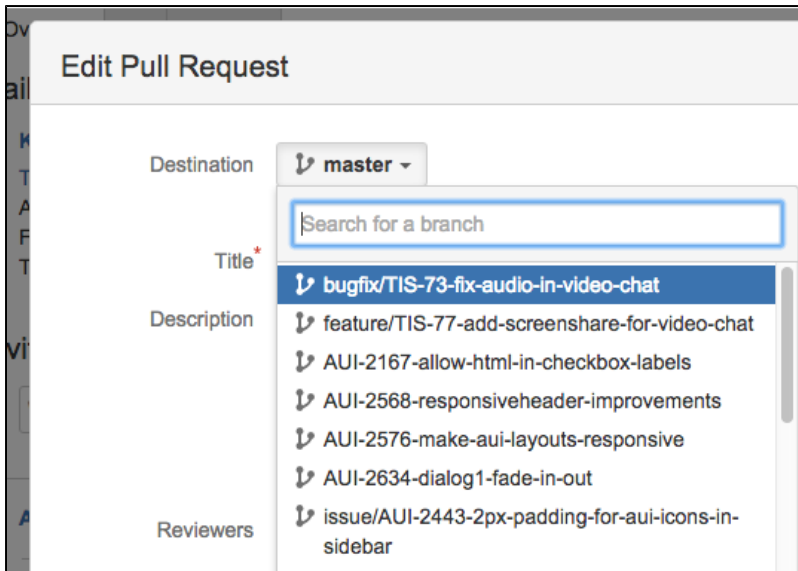 Edit Pull Request
Destination
master
Search for a branch
Title*
bugfix/TIS-73-fix-audio-in-video-chat
Description
feature/TIS-77-add-screenshare-for-video-chat
AUI-2167-allow-html-in-checkbox-labels
AUI-2568-responsiveheader-improvements
AUI-2576-make-aui-layouts-responsive
AUI-2634-dialog1-fade-in-out
Reviewers
issue/AUI-2443-2px-padding-for-aui-icons-in-
sidebar